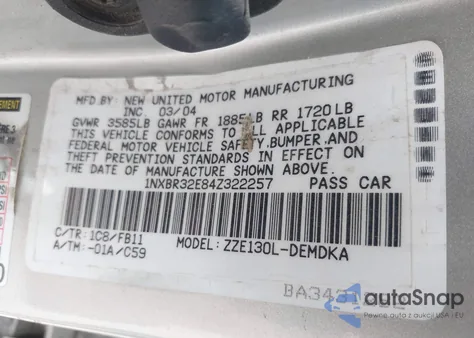 MFD. BY NEW UNITED MOTOR MANUFACTURING
INC. 03/04
GVWR 3585LB GAWR FR 1885LB RR 1720LB
THIS VEHICLE CONFORMS TO ALL APPLICABLE
FEDERAL MOTOR VEHICLE SAFETY,BUMPER,AND
THEFT PREVENTION STANDARDS IN EFFECT ON
THE DATE OF MANUFACTURE SHOWN ABOVE.
1NXBR32E84Z322257 PASS CAR
C/TR: 1C8/FB11 MODEL: ZZE130L-DEMDKA
A/TM: -01A/C59
autoSnap